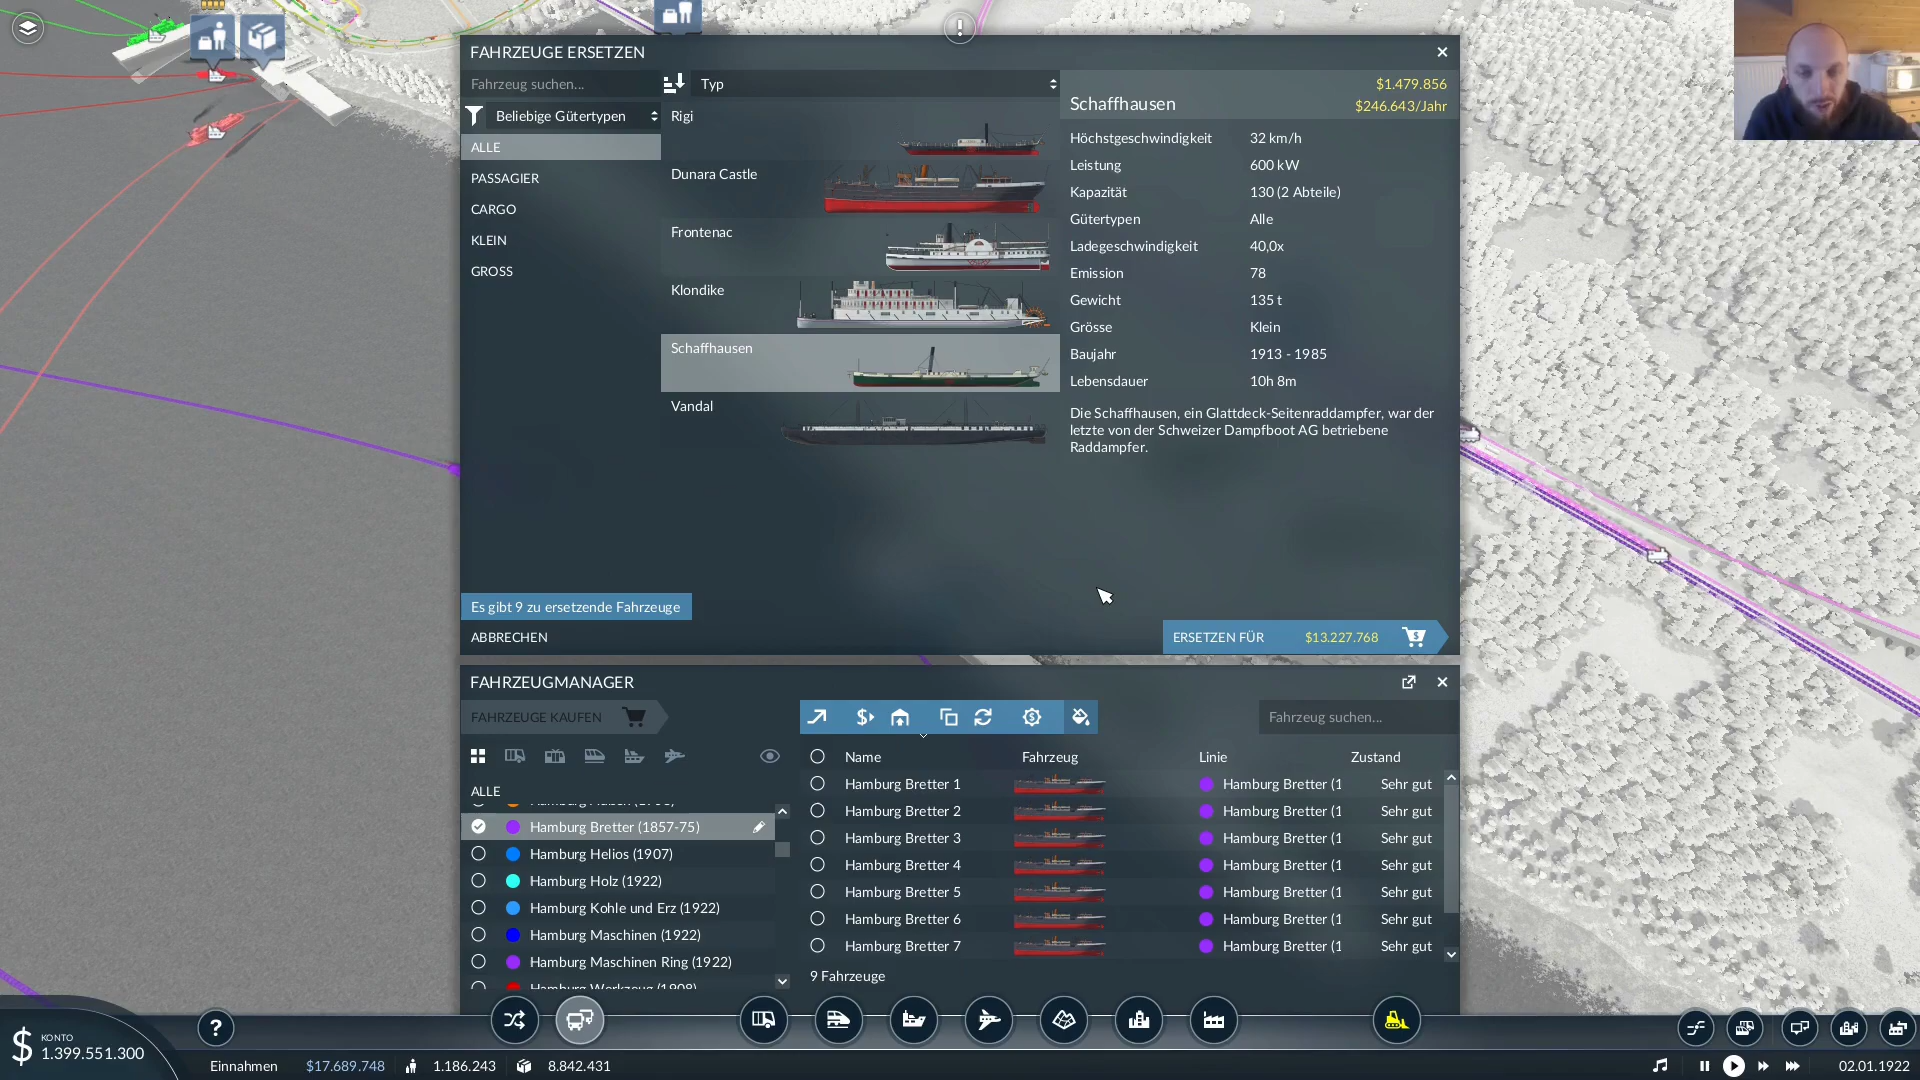 FAHRZEUGE ERSETZEN
Fahrzeug suchen...
Typ
Beliebige Gütertypen
ALLE
PASSAGIER
CARGO
KLEIN
GROSS
Rigi
Dunara Castle
Frontenac
Klondike
Schaffhausen
Vandal
$1.479.856
Schaffhausen
$246.643/Jahr
Höchstgeschwindigkeit 32 km/h
Leistung 600 kW
Kapazität 130 (2 Abteile)
Gütertypen Alle
Ladegeschwindigkeit 40,0x
Emission 78
Gewicht 135 t
Grösse Klein
Baujahr 1913 - 1985
Lebensdauer 10h 8m
Die Schaffhausen, ein Glattdeck-Seitenraddampfer, war der
letzte von der Schweizer Dampfboot AG betriebene
Raddampfer.
Es gibt 9 zu ersetzende Fahrzeuge
ABBRECHEN
ERSETZEN FÜR $13.227.768
FAHRZEUGMANAGER
FAHRZEUGE KAUFEN
Fahrzeug suchen...
ALLE
Hamburg Bretter (1857-75)
Hamburg Helios (1907)
Hamburg Holz (1922)
Hamburg Kohle und Erz (1922)
Hamburg Maschinen (1922)
Hamburg Maschinen Ring (1922)
Hamburg Werkzeug (1908)
Name Fahrzeug Linie Zustand
Hamburg Bretter 1 Hamburg Bretter (1 Sehr gut
Hamburg Bretter 2 Hamburg Bretter (1 Sehr gut
Hamburg Bretter 3 Hamburg Bretter (1 Sehr gut
Hamburg Bretter 4 Hamburg Bretter (1 Sehr gut
Hamburg Bretter 5 Hamburg Bretter (1 Sehr gut
Hamburg Bretter 6 Hamburg Bretter (1 Sehr gut
Hamburg Bretter 7 Hamburg Bretter (1 Sehr gut
9 Fahrzeuge
KONTO
$ 1.399.551.300
?
Einnahmen $17.689.748 1.186.243 8.842.431
02.01.1922